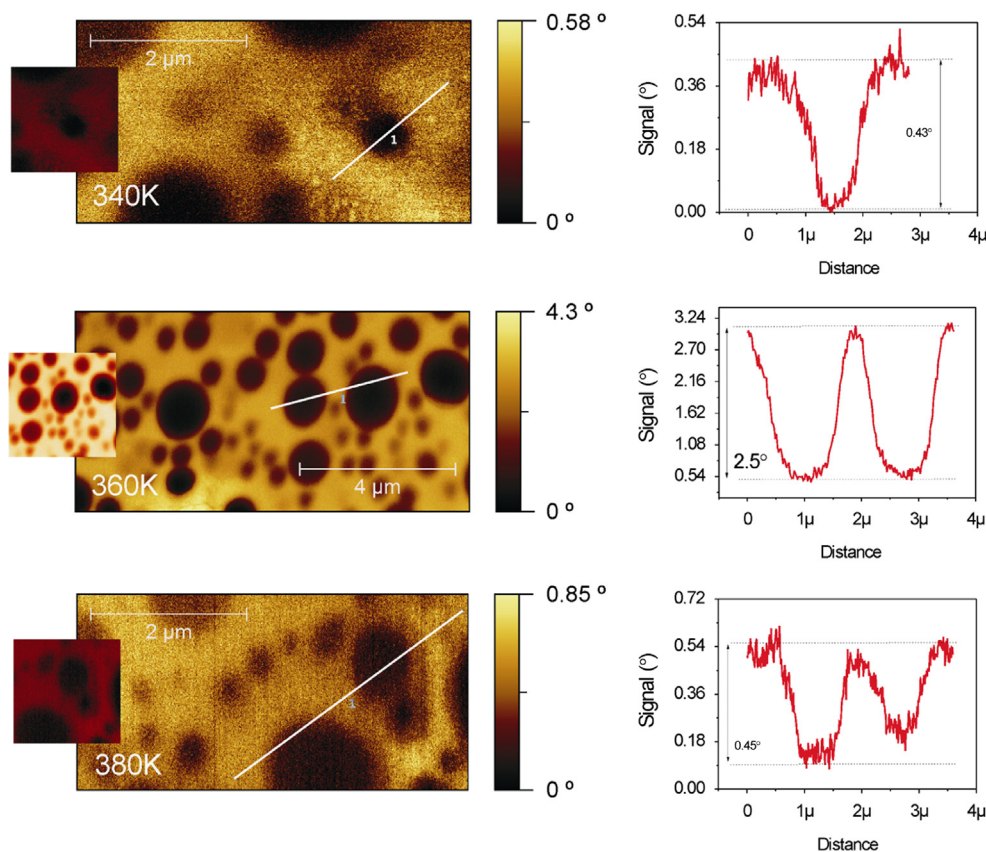 2 µm
1
340K
0.58 º
0 º
Signal (°)
0.54
0.36
0.18
0.00
0.43°
0 1µ 2µ 3µ 4µ
Distance
1
4 µm
360K
4.3 º
0 º
Signal (°)
3.24
2.70
2.16
1.62
1.08
0.54
2.5°
0 1µ 2µ 3µ 4µ
Distance
2 µm
1
380K
0.85 º
0 º
Signal (°)
0.72
0.54
0.36
0.18
0.00
0.45°
0 1µ 2µ 3µ 4µ
Distance